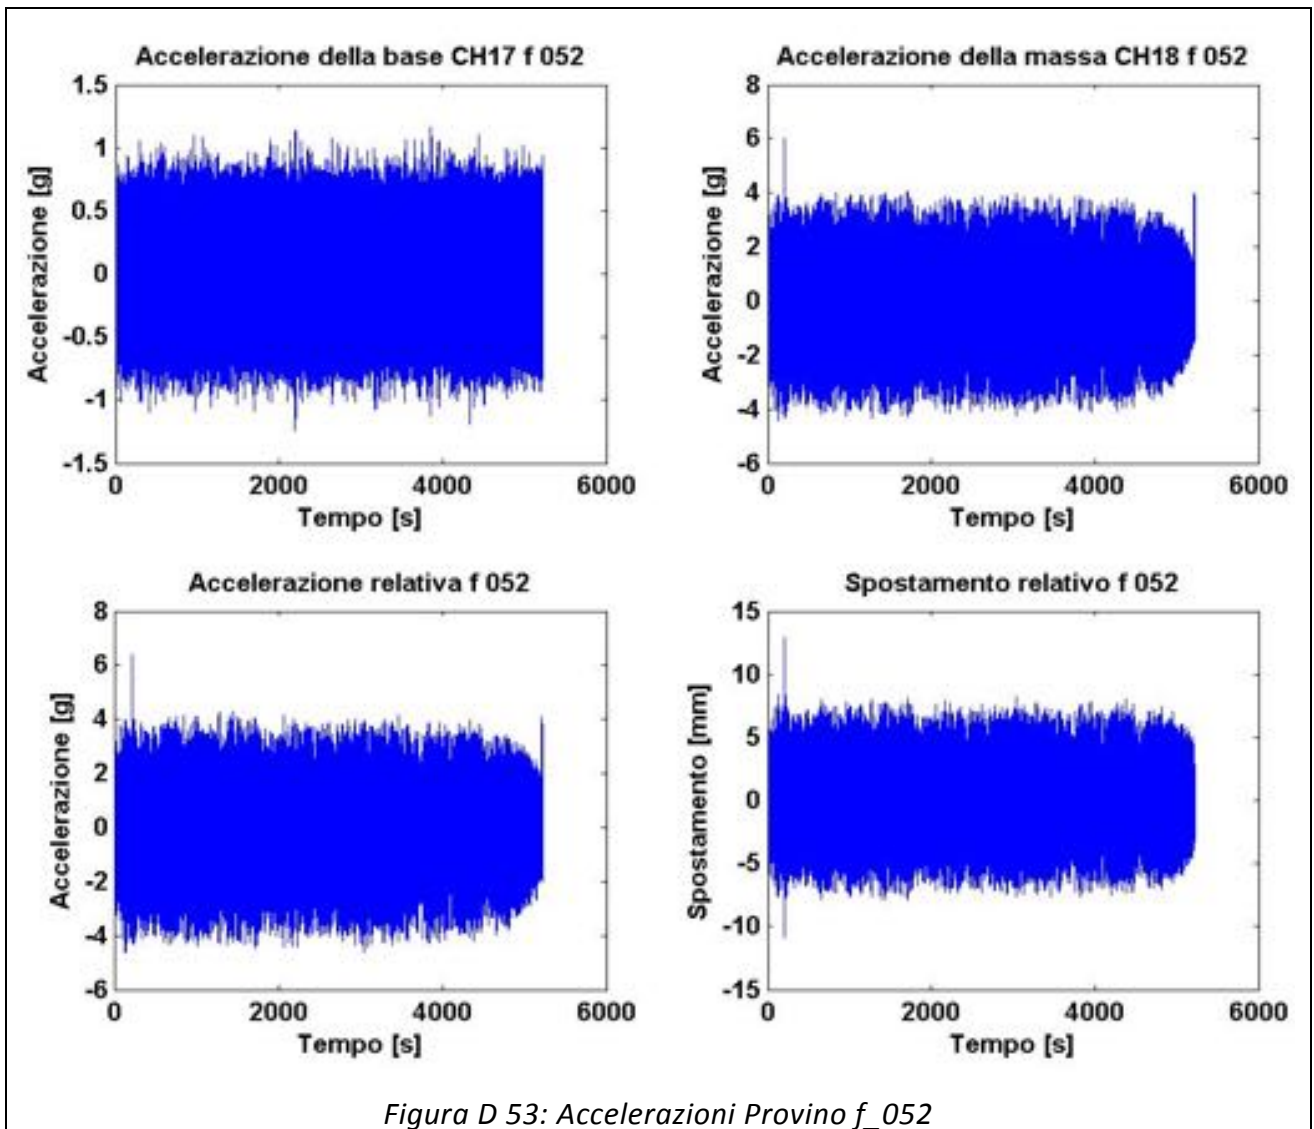 Accelerazione della base CH17 f 052
1.5
1
0.5
0
-0.5
-1
-1.5
Accelerazione [g]
0 2000 4000 6000
Tempo [s]
Accelerazione della massa CH18 f 052
8
6
4
2
0
-2
-4
-6
Accelerazione [g]
0 2000 4000 6000
Tempo [s]
Accelerazione relativa f 052
8
6
4
2
0
-2
-4
-6
Accelerazione [g]
0 2000 4000 6000
Tempo [s]
Spostamento relativo f 052
15
10
5
0
-5
-10
-15
Spostamento [mm]
0 2000 4000 6000
Tempo [s]
Figura D 53: Accelerazioni Provino f_052